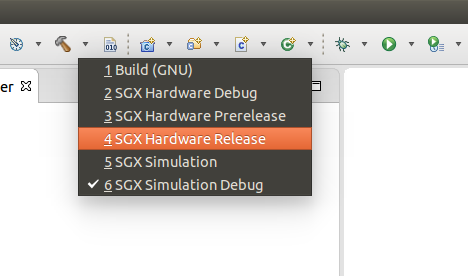 010
er
1 Build (GNU)
2 SGX Hardware Debug
3 SGX Hardware Prerelease
4 SGX Hardware Release
5 SGX Simulation
6 SGX Simulation Debug